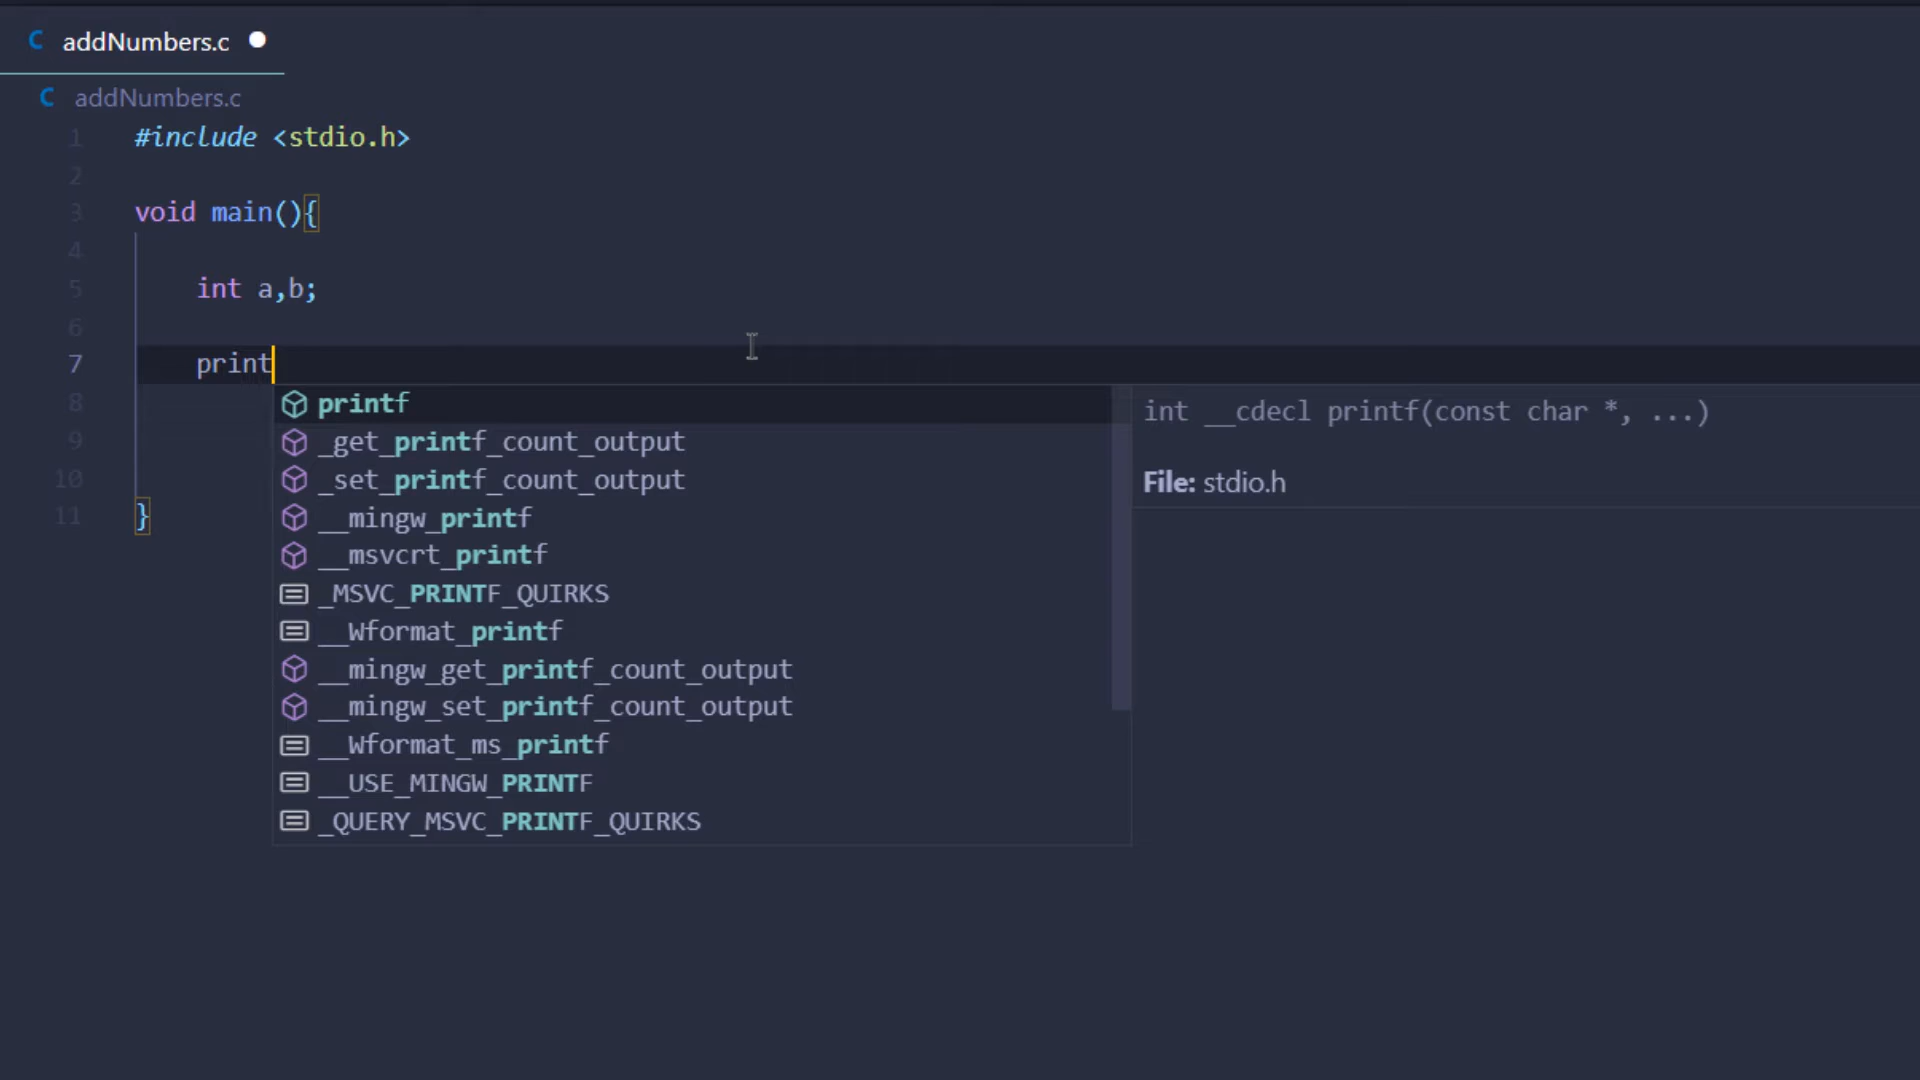 C addNumbers.c
C addNumbers.c
1 #include <stdio.h>
2
3 void main(){
4
5 int a,b;
6
7 print
8 printf
int __cdecl printf(const char *, ...)
9 _get_printf_count_output
10 _set_printf_count_output
File: stdio.h
11 }
__mingw_printf
__msvcrt_printf
_MSVC_PRINTF_QUIRKS
__Wformat_printf
__mingw_get_printf_count_output
__mingw_set_printf_count_output
__Wformat_ms_printf
__USE_MINGW_PRINTF
_QUERY_MSVC_PRINTF_QUIRKS